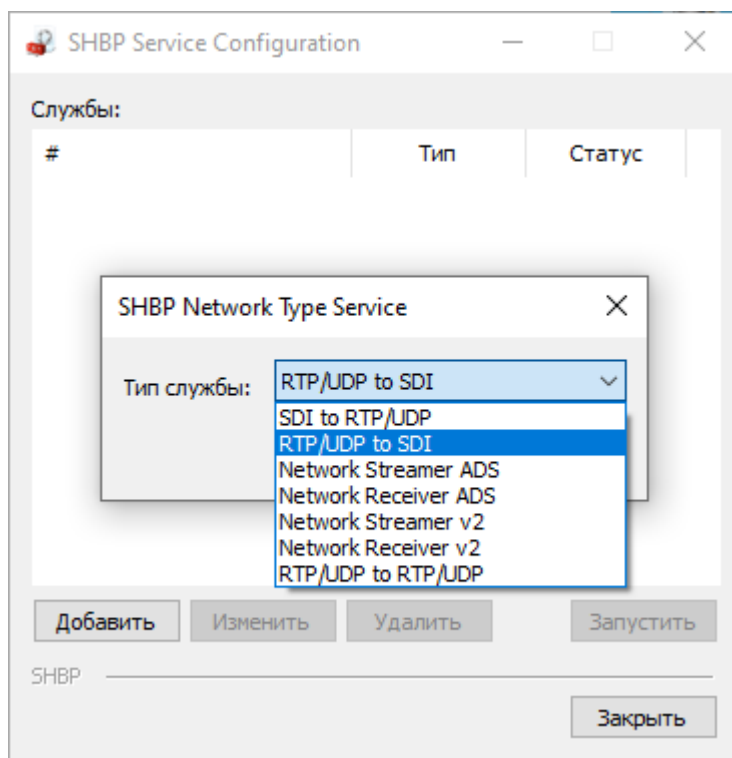 SHBP Service Configuration
Службы:
# Тип Статус
SHBP Network Type Service
Тип службы: RTP/UDP to SDI
SDI to RTP/UDP
RTP/UDP to SDI
Network Streamer ADS
Network Receiver ADS
Network Streamer v2
Network Receiver v2
RTP/UDP to RTP/UDP
Добавить Изменить Удалить Запустить
SHBP
Закрыть